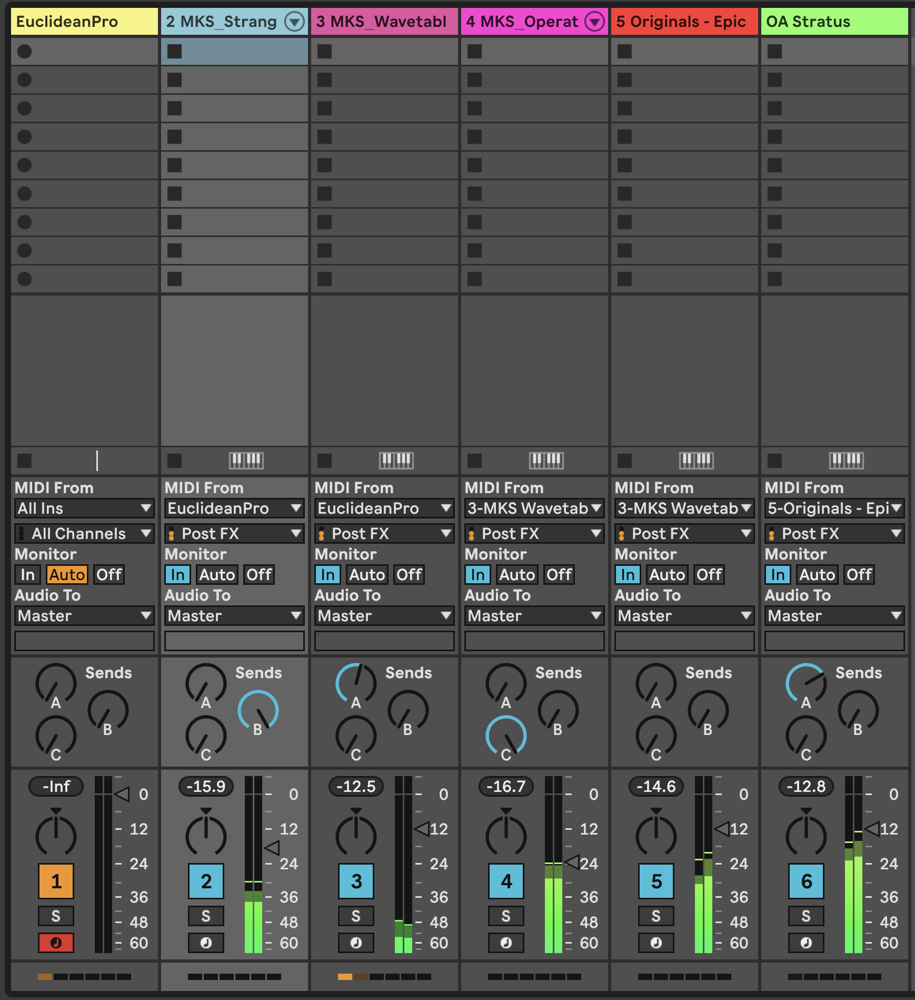 EuclideanPro
2 MKS_Strang
3 MKS_Wavetabl
4 MKS_Operat
5 Originals - Epic
OA Stratus
MIDI From MIDI From MIDI From MIDI From MIDI From MIDI From
All Ins EuclideanPro EuclideanPro 3-MKS Wavetab 3-MKS Wavetab 5-Originals - Epi
All Channels Post FX Post FX Post FX Post FX Post FX
Monitor Monitor Monitor Monitor Monitor Monitor
In Auto Off In Auto Off In Auto Off In Auto Off In Auto Off In Auto Off
Audio To Audio To Audio To Audio To Audio To Audio To
Master Master Master Master Master Master
Sends Sends Sends Sends Sends Sends
A A A A A A
B B B B B B
C C C C C C
-Inf 0 -15.9 0 -12.5 0 -16.7 0 -14.6 0 -12.8 0
12 12 12 12 12 12
24 24 24 24 24 24
1 2 3 4 5 6
36 36 36 36 36 36
S S S S S S
48 48 48 48 48 48
60 60 60 60 60 60